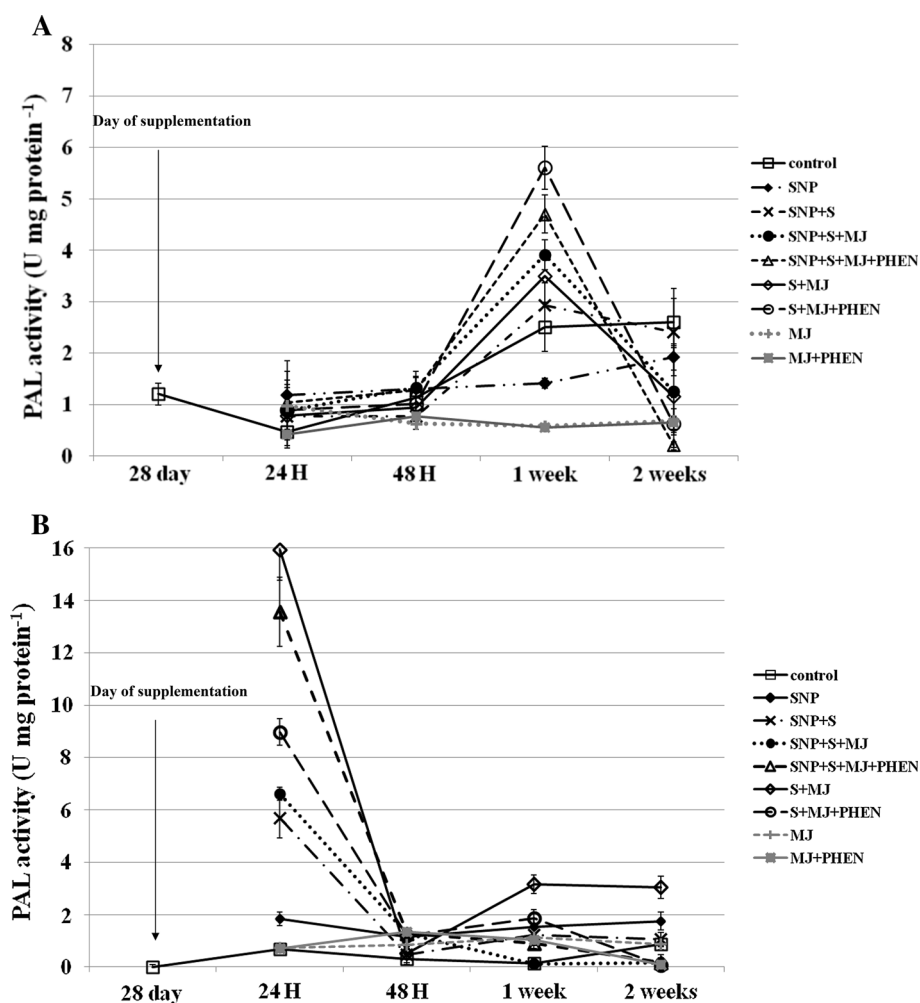 A
8
7
6
5
4
3
2
1
0
PAL activity (U mg protein⁻¹)
Day of supplementation
28 day
24 H
48 H
1 week
2 weeks
control
SNP
SNP+S
SNP+S+MJ
SNP+S+MJ+PHEN
S+MJ
S+MJ+PHEN
MJ
MJ+PHEN
B
16
14
12
10
8
6
4
2
0
PAL activity (U mg protein⁻¹)
Day of supplementation
28 day
24 H
48 H
1 week
2 weeks
control
SNP
SNP+S
SNP+S+MJ
SNP+S+MJ+PHEN
S+MJ
S+MJ+PHEN
MJ
MJ+PHEN